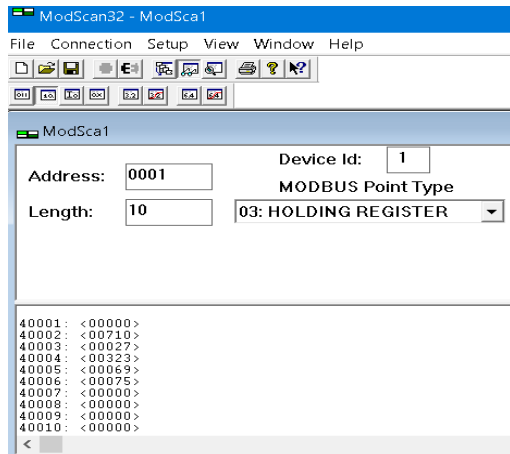 ModScan32 - ModSca1
File Connection Setup View Window Help
ModSca1
Device Id: 1
Address: 0001
MODBUS Point Type
Length: 10 03: HOLDING REGISTER
40001: <00000>
40002: <00710>
40003: <00027>
40004: <00323>
40005: <00069>
40006: <00075>
40007: <00000>
40008: <00000>
40009: <00000>
40010: <00000>